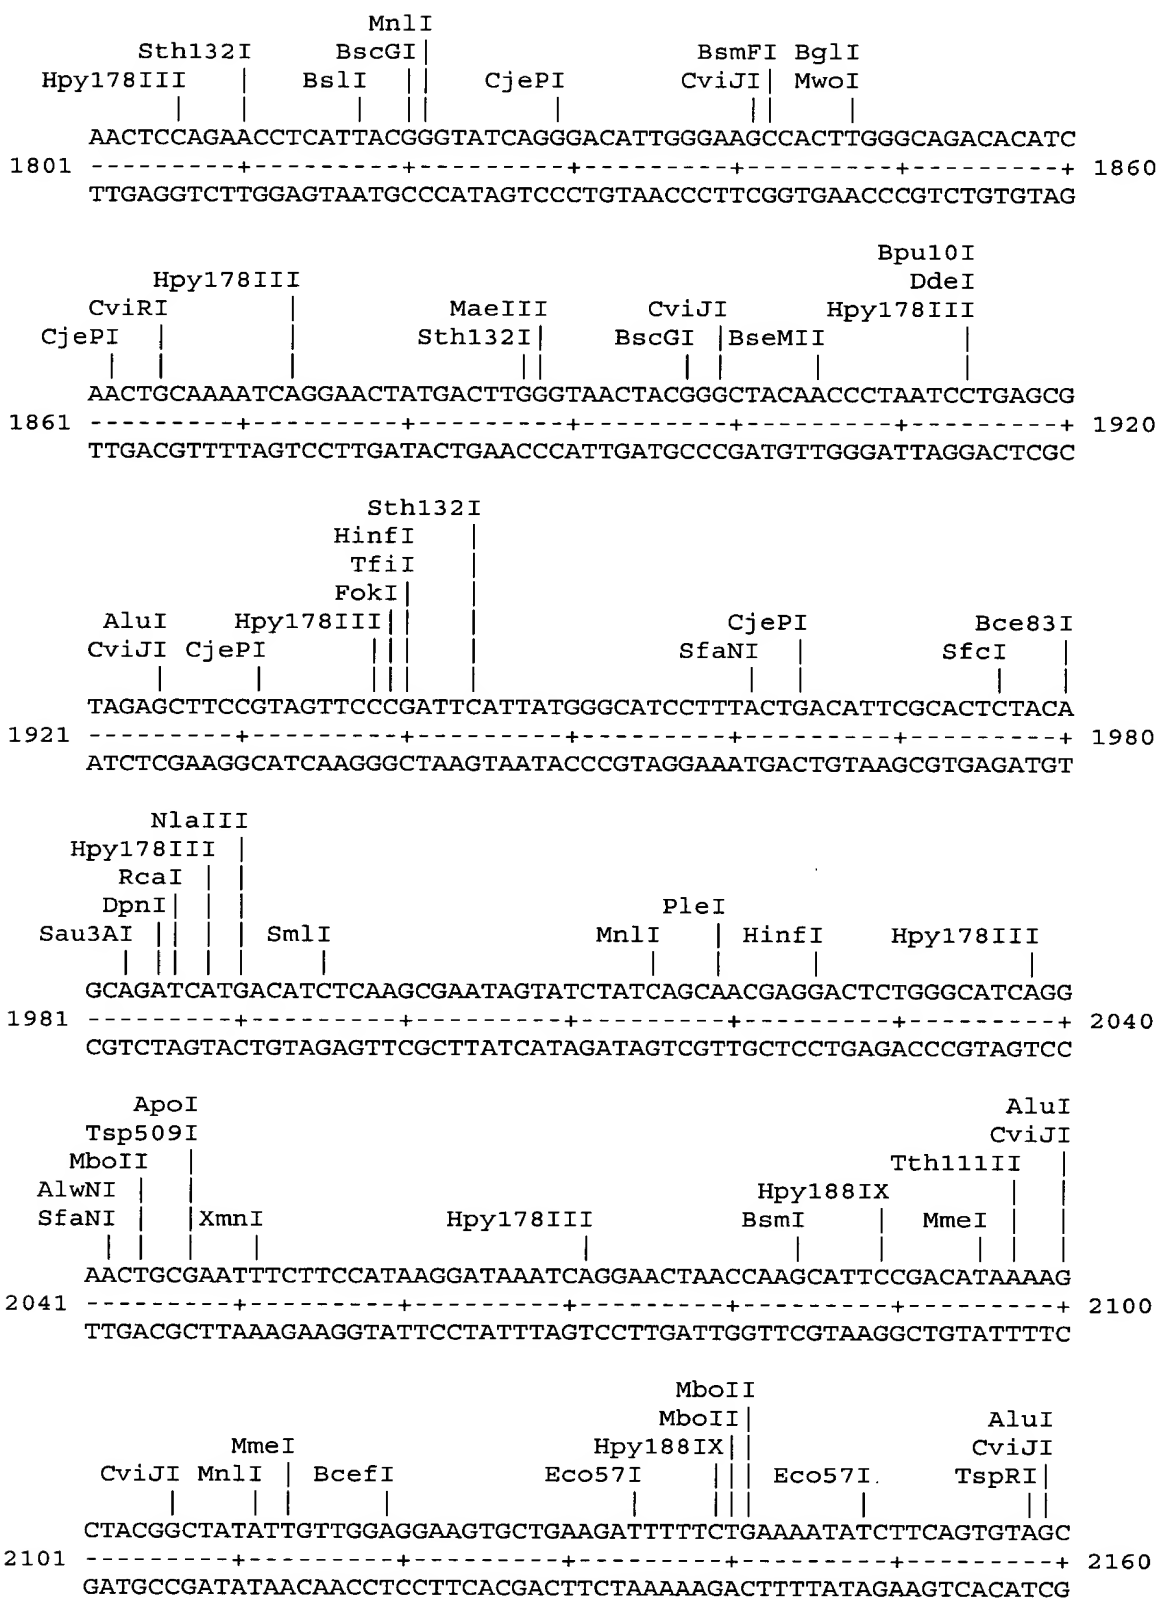 MnlI
Sth132I BscGI| BsmFI BglI
Hpy178III | BslI || CjePI CviJI| MwoI
| | | || | || |
AACTCCAGAACCTCATTACGGGTATCAGGGACATTGGGAAGCCACTTGGGCAGACACATC
1801 ---------+---------+---------+---------+---------+---------+ 1860
TTGAGGTCTTGGAGTAATGCCCATAGTCCCTGTAACCCTTCGGTGAACCCGTCTGTGTAG
Bpu10I
Hpy178III DdeI
CviRI | MaeIII CviJI Hpy178III|
CjePI | | Sth132I| BscGI |BseMII |
| | | || | | | |
AACTGCAAAATCAGGAACTATGACTTGGGTAACTACGGGCTACAACCCTAATCCTGAGCG
1861 ---------+---------+---------+---------+---------+---------+ 1920
TTGACGTTTTAGTCCTTGATACTGAACCCATTGATGCCCGATGTTGGGATTAGGACTCGC
Sth132I
HinfI |
TfiI |
FokI| |
AluI Hpy178III|| | CjePI Bce83I
CviJI CjePI ||| | SfaNI | SfcI |
| | ||| | | | | |
TAGAGCTTCCGTAGTTCCCGATTCATTATGGGCATCCTTTACTGACATTCGCACTCTACA
1921 ---------+---------+---------+---------+---------+---------+ 1980
ATCTCGAAGGCATCAAGGGCTAAGTAATACCCGTAGGAAATGACTGTAAGCGTGAGATGT
NlaIII
Hpy178III |
RcaI | |
DpnI| | | PleI
Sau3AI || | | SmlI MnlI | HinfI Hpy178III
| || | | | | | | |
GCAGATCATGACATCTCAAGCGAATAGTATCTATCAGCAACGAGGACTCTGGGCATCAGG
1981 ---------+---------+---------+---------+---------+---------+ 2040
CGTCTAGTACTGTAGAGTTCGCTTATCATAGATAGTCGTTGCTCCTGAGACCCGTAGTCC
ApoI AluI
Tsp509I CviJI
MboII | Tth111II |
AlwNI | | Hpy188IX | |
SfaNI | |XmnI Hpy178III BsmI | MmeI | |
| | | | | | | | | |
AACTGCGAATTTCTTCCATAAGGATAAATCAGGAACTAACCAAGCATTCCGACATAAAAG
2041 ---------+---------+---------+---------+---------+---------+ 2100
TTGACGCTTAAAGAAGGTATTCCTATTTAGTCCTTGATTGGTTCGTAAGGCTGTATTTTC
MboII
MboII| AluI
MmeI Hpy188IX|| CviJI
CviJI MnlI | BcefI Eco57I ||| Eco57I TspRI|
| | | | | ||| | ||
CTACGGCTATATTGTTGGAGGAAGTGCTGAAGATTTTTCTGAAAATATCTTCAGTGTAGC
2101 ---------+---------+---------+---------+---------+---------+ 2160
GATGCCGATATAACAACCTCCTTCACGACTTCTAAAAAGACTTTTATAGAAGTCACATCG